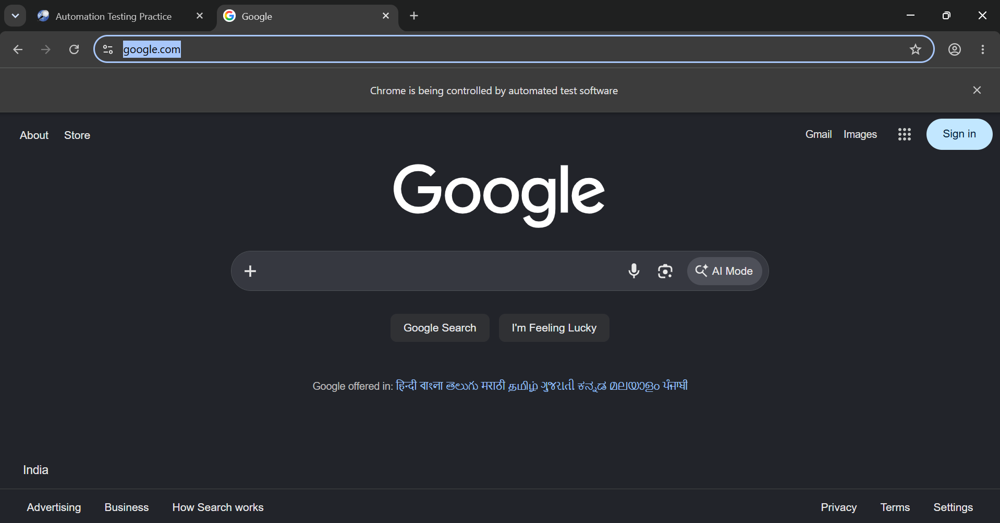 Automation Testing Practice
Google
google.com
Chrome is being controlled by automated test software
About Store
Gmail Images Sign in
Google
AI Mode
Google Search I'm Feeling Lucky
Google offered in: हिन्दी বাংলা తెలుగు मराठी தமிழ் ગુજરાતી ಕನ್ನಡ മലയാളം ਪੰਜਾਬੀ
India
Advertising Business How Search works
Privacy Terms Settings